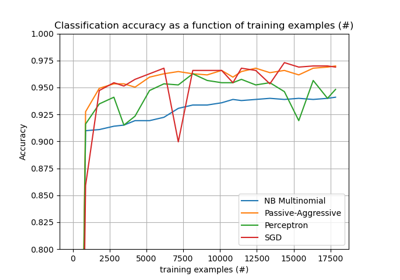 Classification accuracy as a function of training examples (#)
1.000
0.975
0.950
0.925
0.900
0.875
0.850
0.825
0.800
Accuracy
NB Multinomial
Passive-Aggressive
Perceptron
SGD
0 2500 5000 7500 10000 12500 15000 17500
training examples (#)